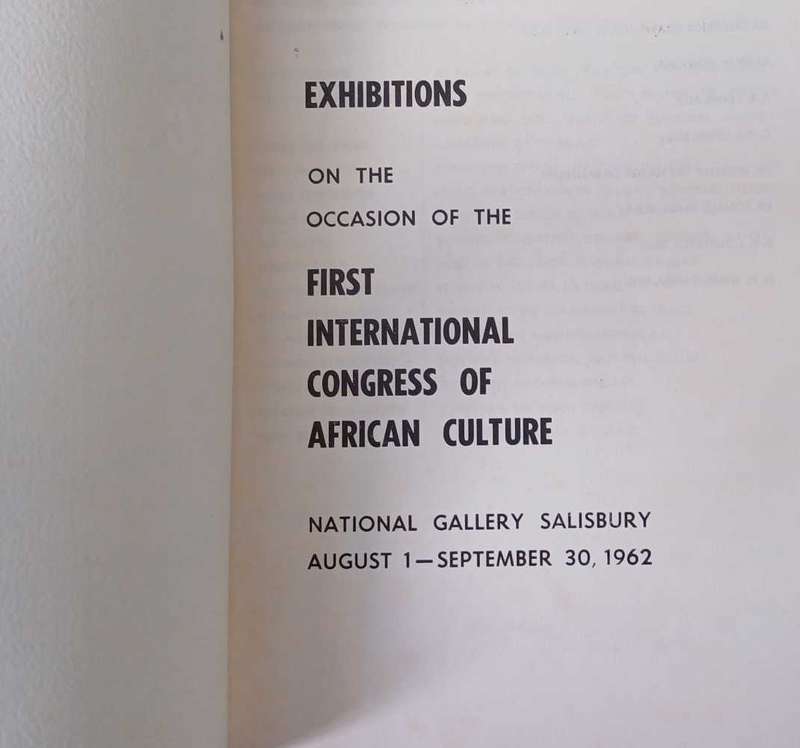 EXHIBITIONS
ON THE
OCCASION OF THE
FIRST
INTERNATIONAL
CONGRESS OF
AFRICAN CULTURE
NATIONAL GALLERY SALISBURY
AUGUST 1—SEPTEMBER 30, 1962